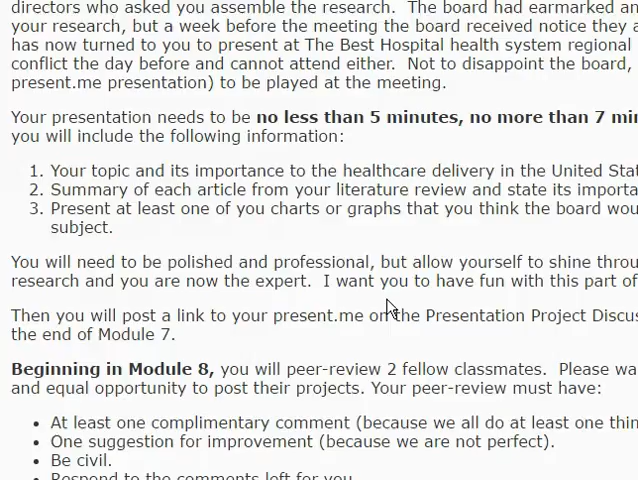 directors who asked you assemble the research.  The board had earmarked an
your research, but a week before the meeting the board received notice they a
has now turned to you to present at The Best Hospital health system regional
conflict the day before and cannot attend either.  Not to disappoint the board,
present.me presentation) to be played at the meeting.
Your presentation needs to be no less than 5 minutes, no more than 7 min
you will include the following information:
1. Your topic and its importance to the healthcare delivery in the United Stat
2. Summary of each article from your literature review and state its importa
3. Present at least one of you charts or graphs that you think the board wou
subject.
You will need to be polished and professional, but allow yourself to shine throu
research and you are now the expert.  I want you to have fun with this part of
Then you will post a link to your present.me on the Presentation Project Discus
the end of Module 7.
Beginning in Module 8, you will peer-review 2 fellow classmates.  Please wa
and equal opportunity to post their projects. Your peer-review must have:
• At least one complimentary comment (because we all do at least one thin
• One suggestion for improvement (because we are not perfect).
• Be civil.
• Respond to the comments left for you